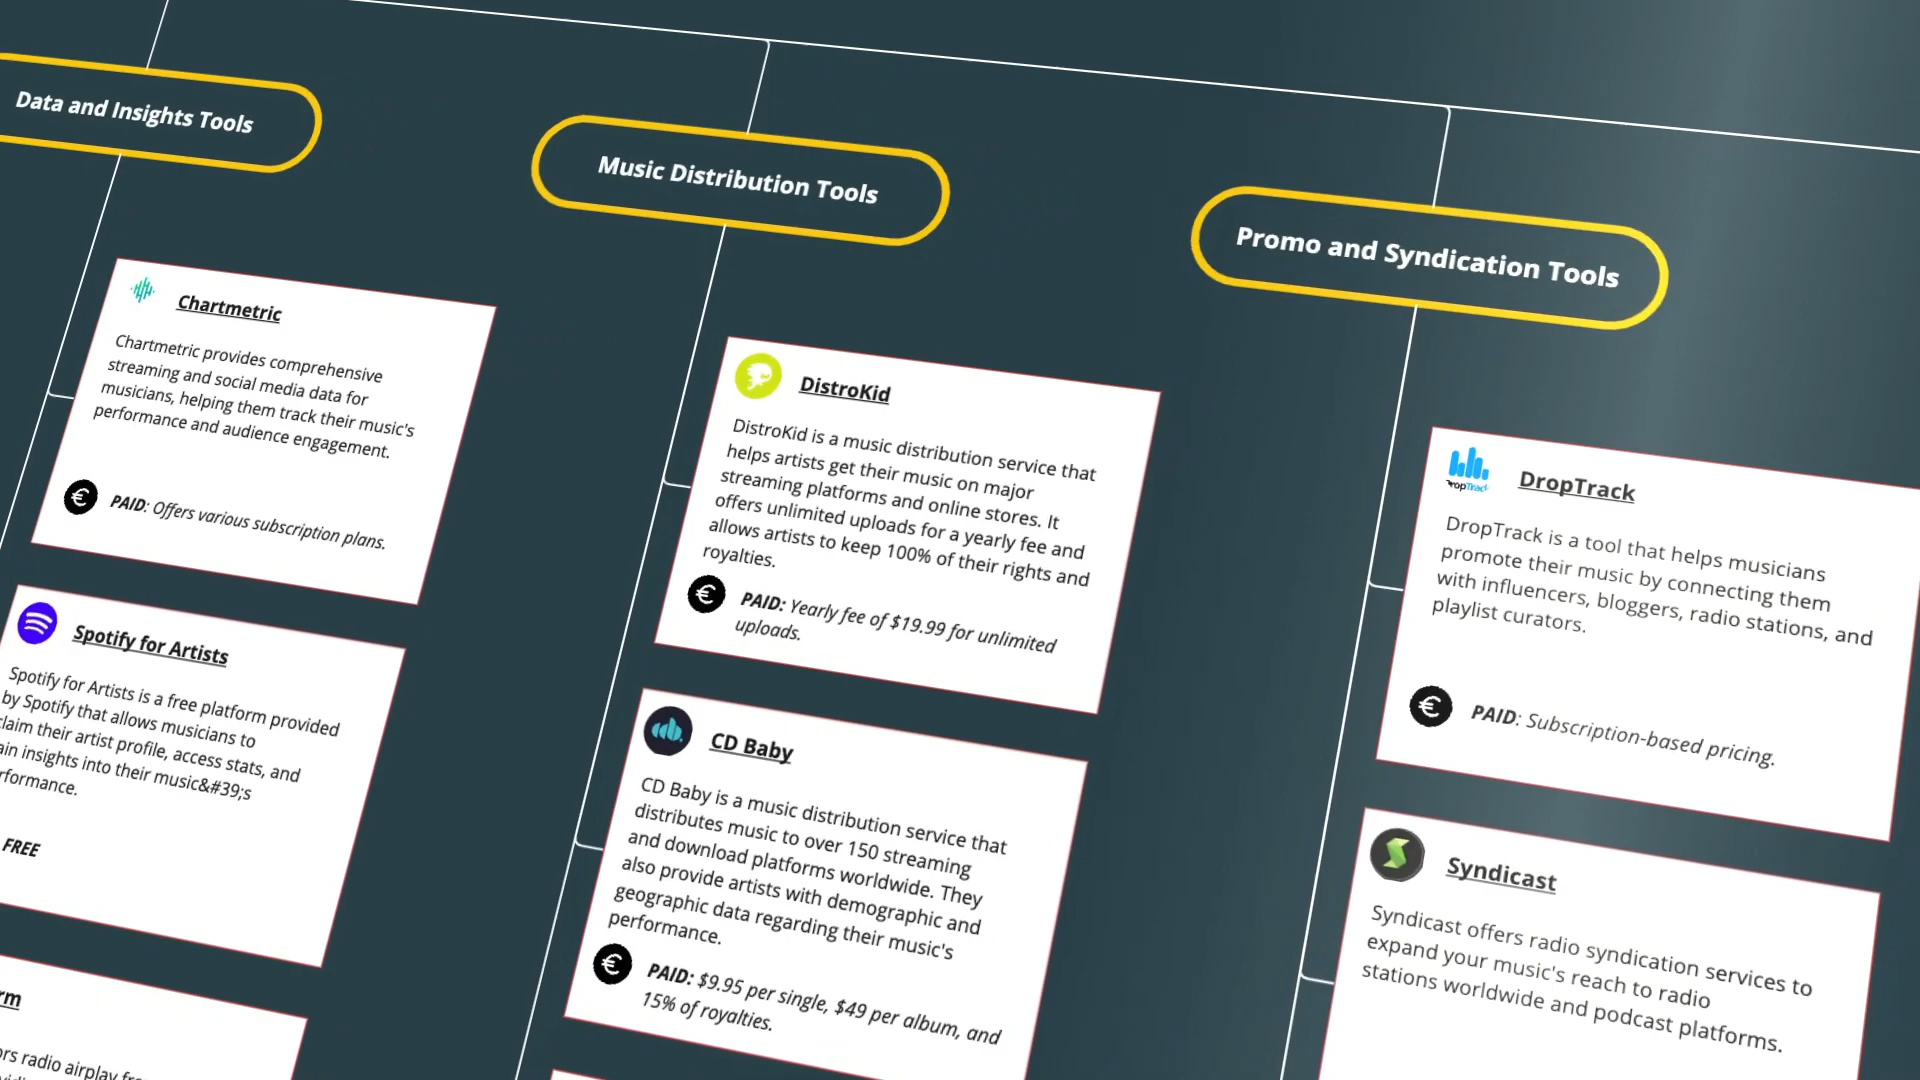 Data and Insights Tools
Chartmetric
Chartmetric provides comprehensive
streaming and social media data for
musicians, helping them track their music's
performance and audience engagement.
PAID: Offers various subscription plans.
Spotify for Artists
Spotify for Artists is a free platform provided
by Spotify that allows musicians to
claim their artist profile, access stats, and
insights into their music&#39;s
FREE
radio airplay
Music Distribution Tools
DistroKid
DistroKid is a music distribution service that
helps artists get their music on major
streaming platforms and online stores. It
offers unlimited uploads for a yearly fee and
allows artists to keep 100% of their rights and
royalties.
PAID: Yearly fee of $19.99 for unlimited
uploads.
CD Baby
CD Baby is a music distribution service that
distributes music to over 150 streaming
and download platforms worldwide. They
also provide artists with demographic and
geographic data regarding their music's
performance.
PAID: $9.95 per single, $49 per album, and
15% of royalties.
Promo and Syndication Tools
DropTrack
DropTrack
DropTrack is a tool that helps musicians
promote their music by connecting them
with influencers, bloggers, radio stations, and
playlist curators.
PAID: Subscription-based pricing.
Syndicast
Syndicast offers radio syndication services to
expand your music's reach to radio
stations worldwide and podcast platforms.